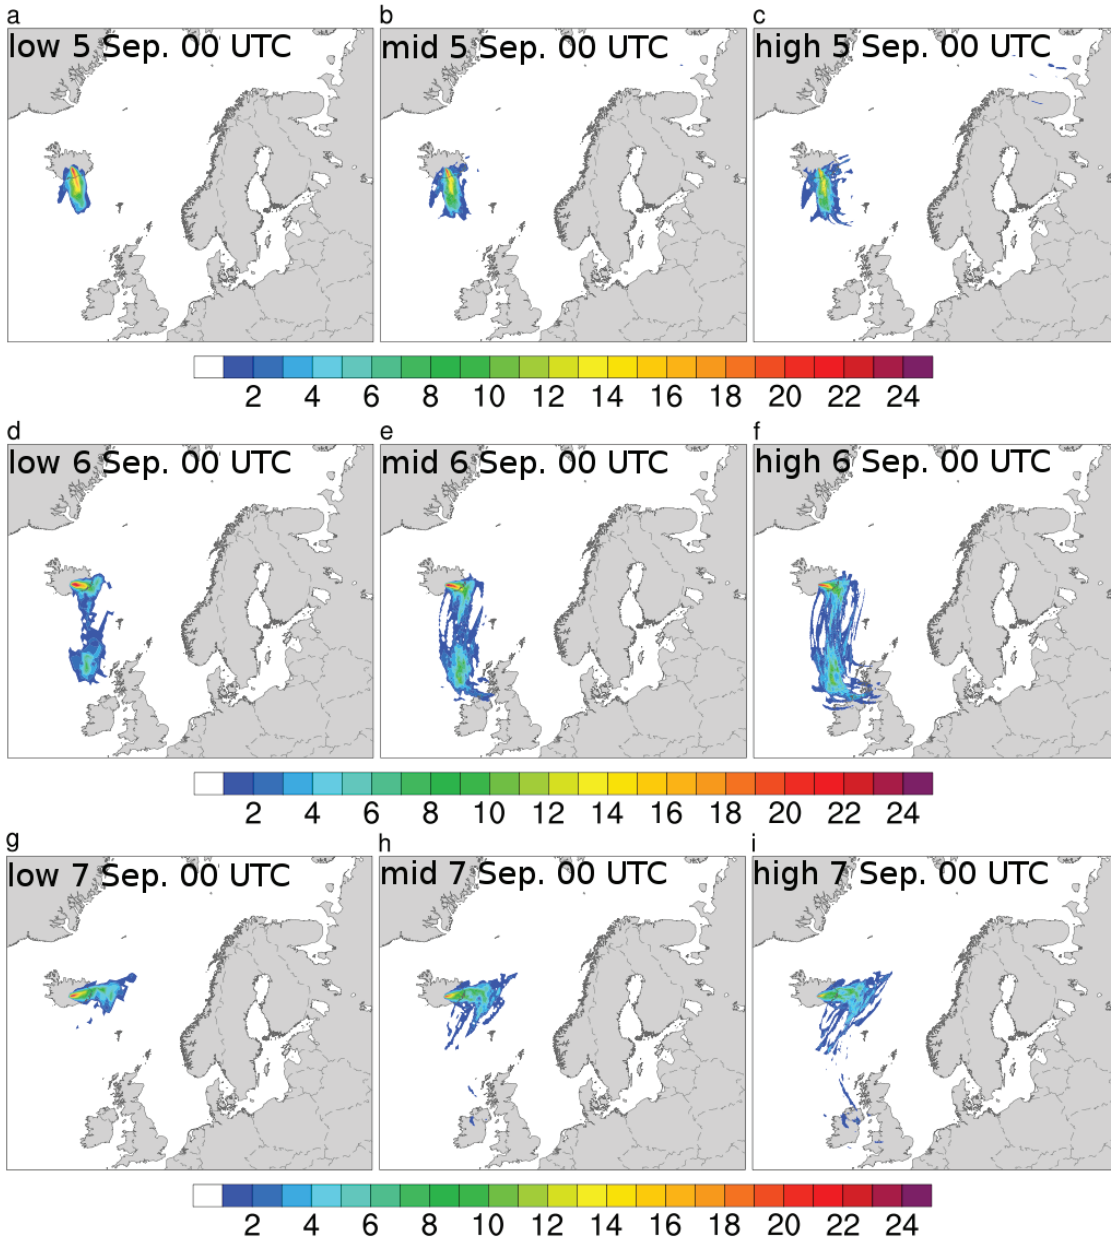 a b c
low 5 Sep. 00 UTC mid 5 Sep. 00 UTC high 5 Sep. 00 UTC
2 4 6 8 10 12 14 16 18 20 22 24
d e f
low 6 Sep. 00 UTC mid 6 Sep. 00 UTC high 6 Sep. 00 UTC
2 4 6 8 10 12 14 16 18 20 22 24
g h i
low 7 Sep. 00 UTC mid 7 Sep. 00 UTC high 7 Sep. 00 UTC
2 4 6 8 10 12 14 16 18 20 22 24